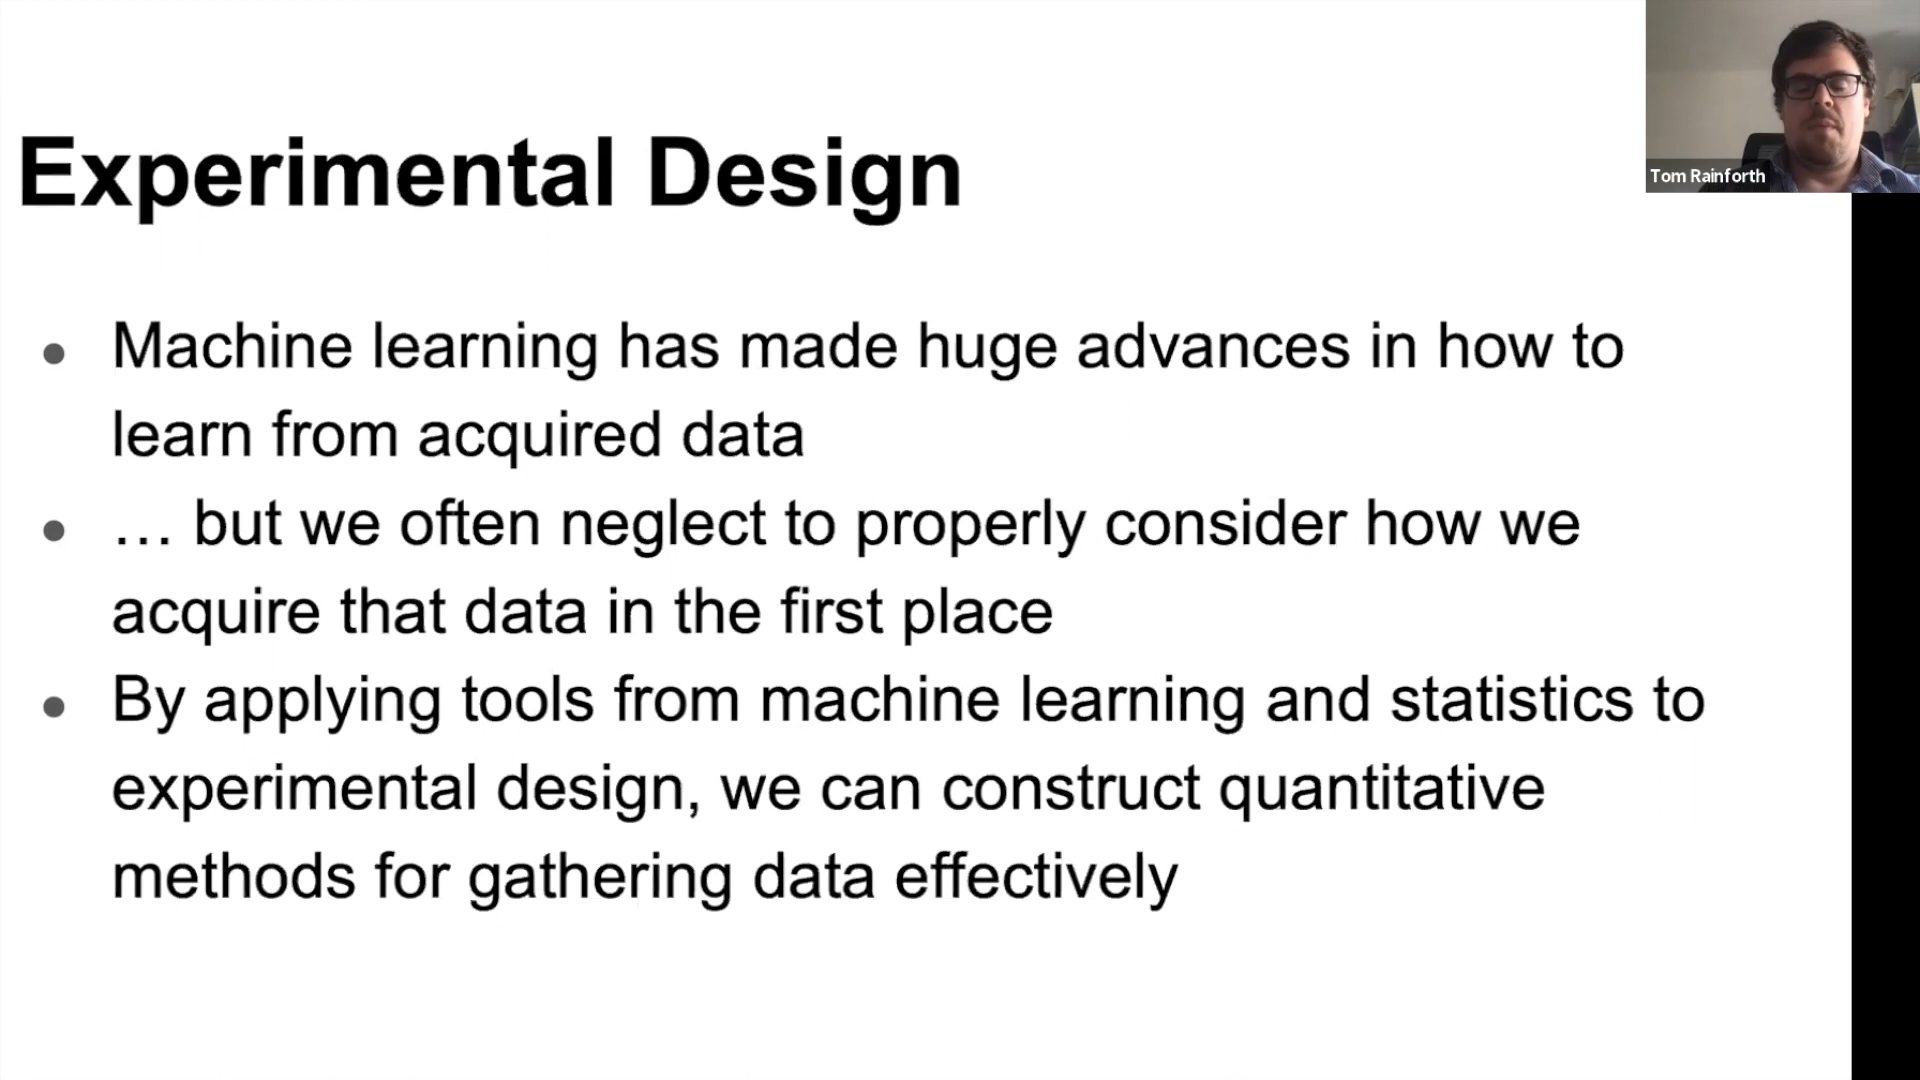 Experimental Design
Machine learning has made huge advances in how to
learn from acquired data
… but we often neglect to properly consider how we
acquire that data in the first place
By applying tools from machine learning and statistics to
experimental design, we can construct quantitative
methods for gathering data effectively
Tom Rainforth